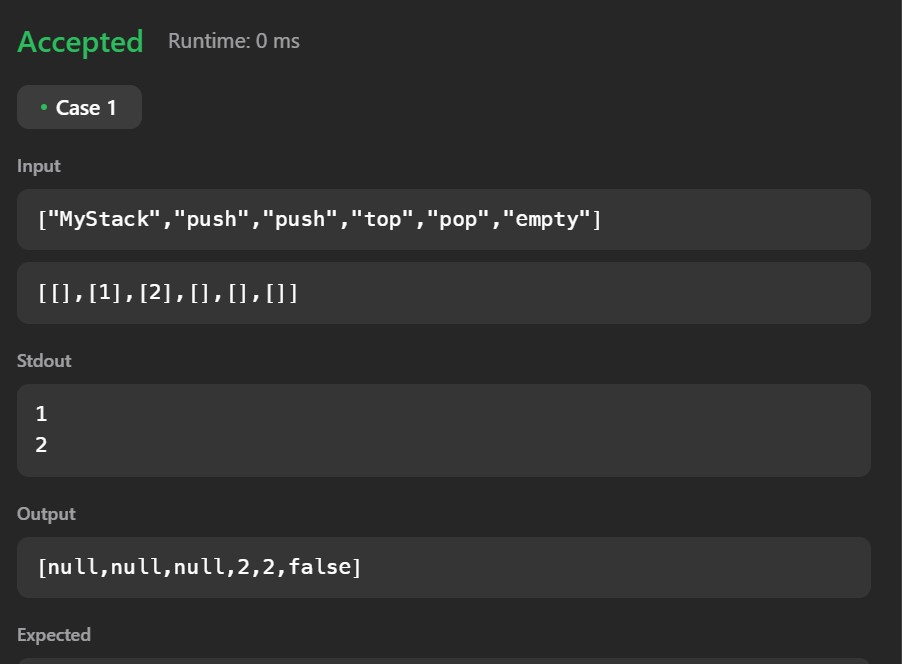 Accepted Runtime: 0 ms
• Case 1
Input
["MyStack","push","push","top","pop","empty"]
[[],[1],[2],[],[],[]]
Stdout
1
2
Output
[null,null,null,2,2,false]
Expected